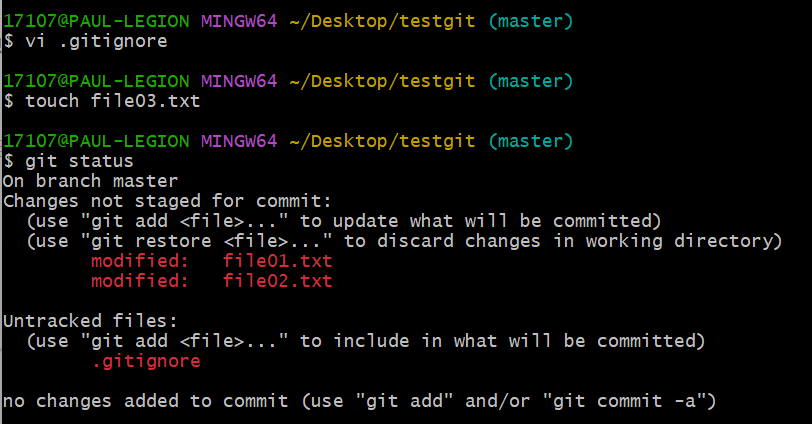 17107@PAUL-LEGION MINGW64 ~/Desktop/testgit (master)
$ vi .gitignore
17107@PAUL-LEGION MINGW64 ~/Desktop/testgit (master)
$ touch file03.txt
17107@PAUL-LEGION MINGW64 ~/Desktop/testgit (master)
$ git status
On branch master
Changes not staged for commit:
  (use "git add <file>..." to update what will be committed)
  (use "git restore <file>..." to discard changes in working directory)
        modified:   file01.txt
        modified:   file02.txt
Untracked files:
  (use "git add <file>..." to include in what will be committed)
        .gitignore
no changes added to commit (use "git add" and/or "git commit -a")